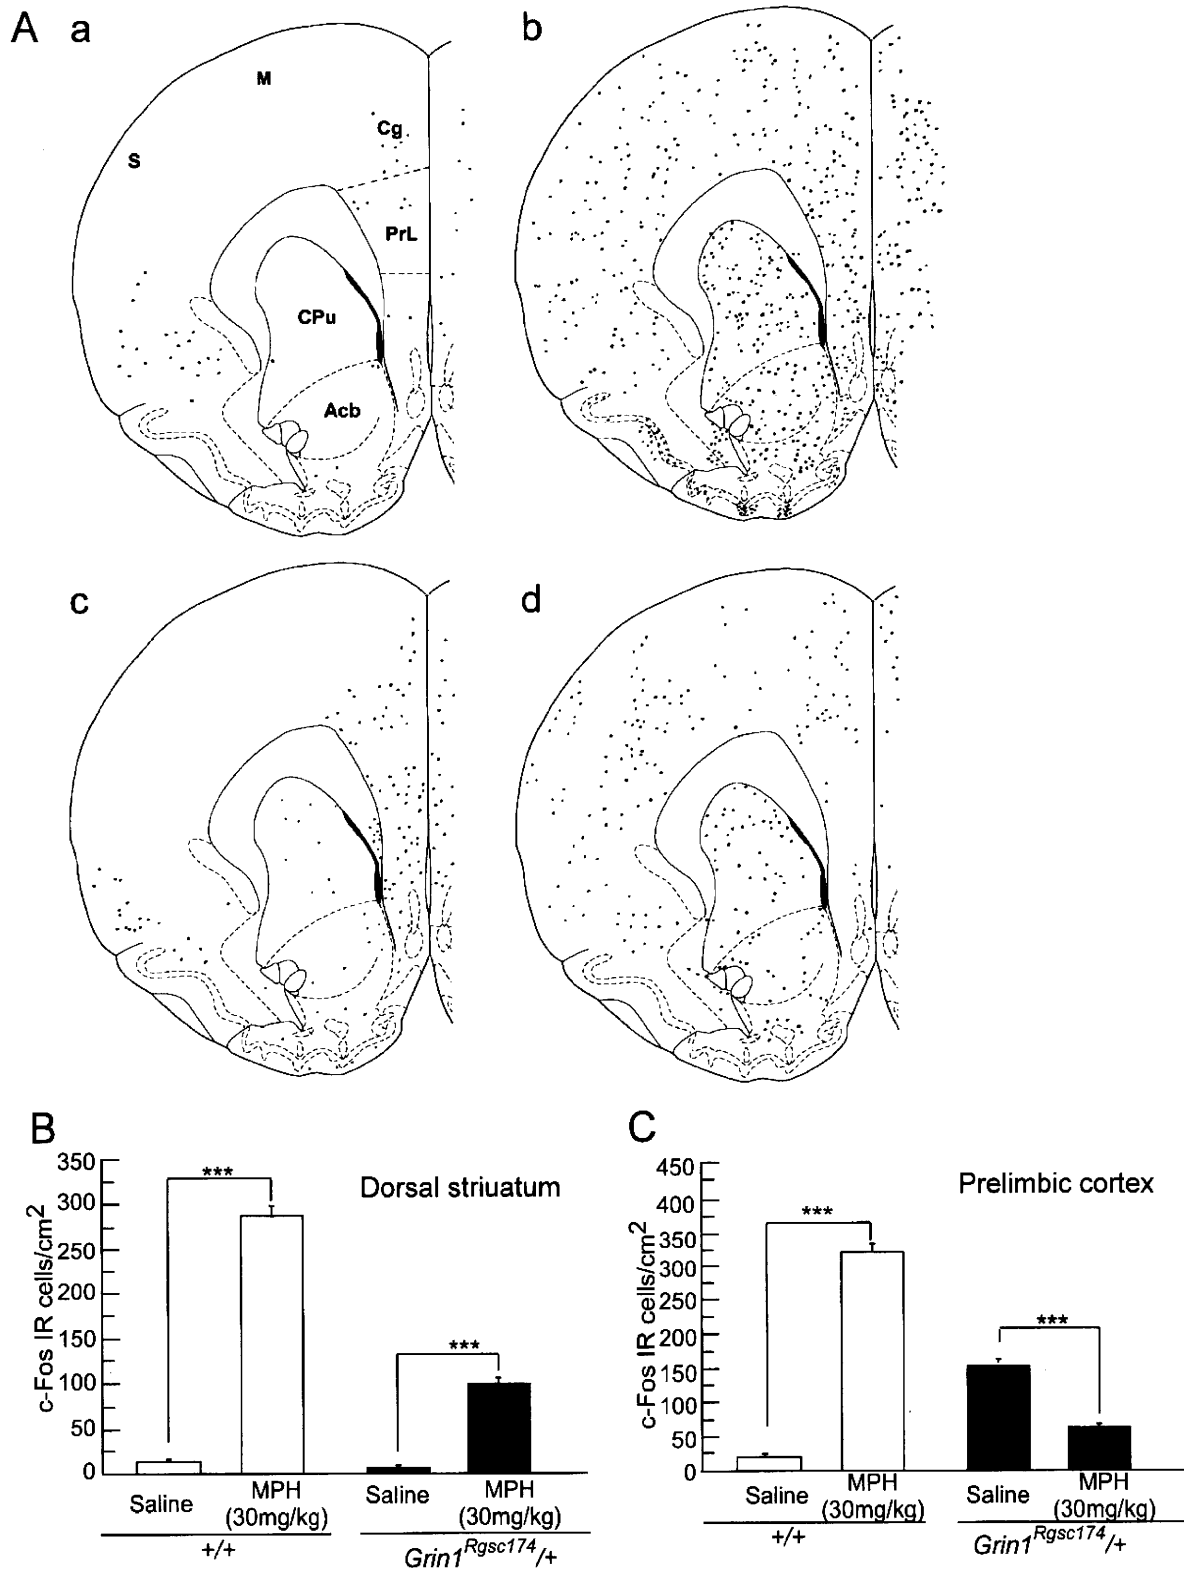 A a b
M
Cg
S
PrL
CPu
Acb
c d
B
350
300
250
200
150
100
50
0
c-Fos IR cells/cm2
***
***
Dorsal striuatum
Saline
MPH
(30mg/kg)
Saline
MPH
(30mg/kg)
+/+
Grin1Rgsc174/+
C
450
400
350
300
250
200
150
100
50
0
c-Fos IR cells/cm2
***
***
Prelimbic cortex
Saline
MPH
(30mg/kg)
Saline
MPH
(30mg/kg)
+/+
Grin1Rgsc174/+